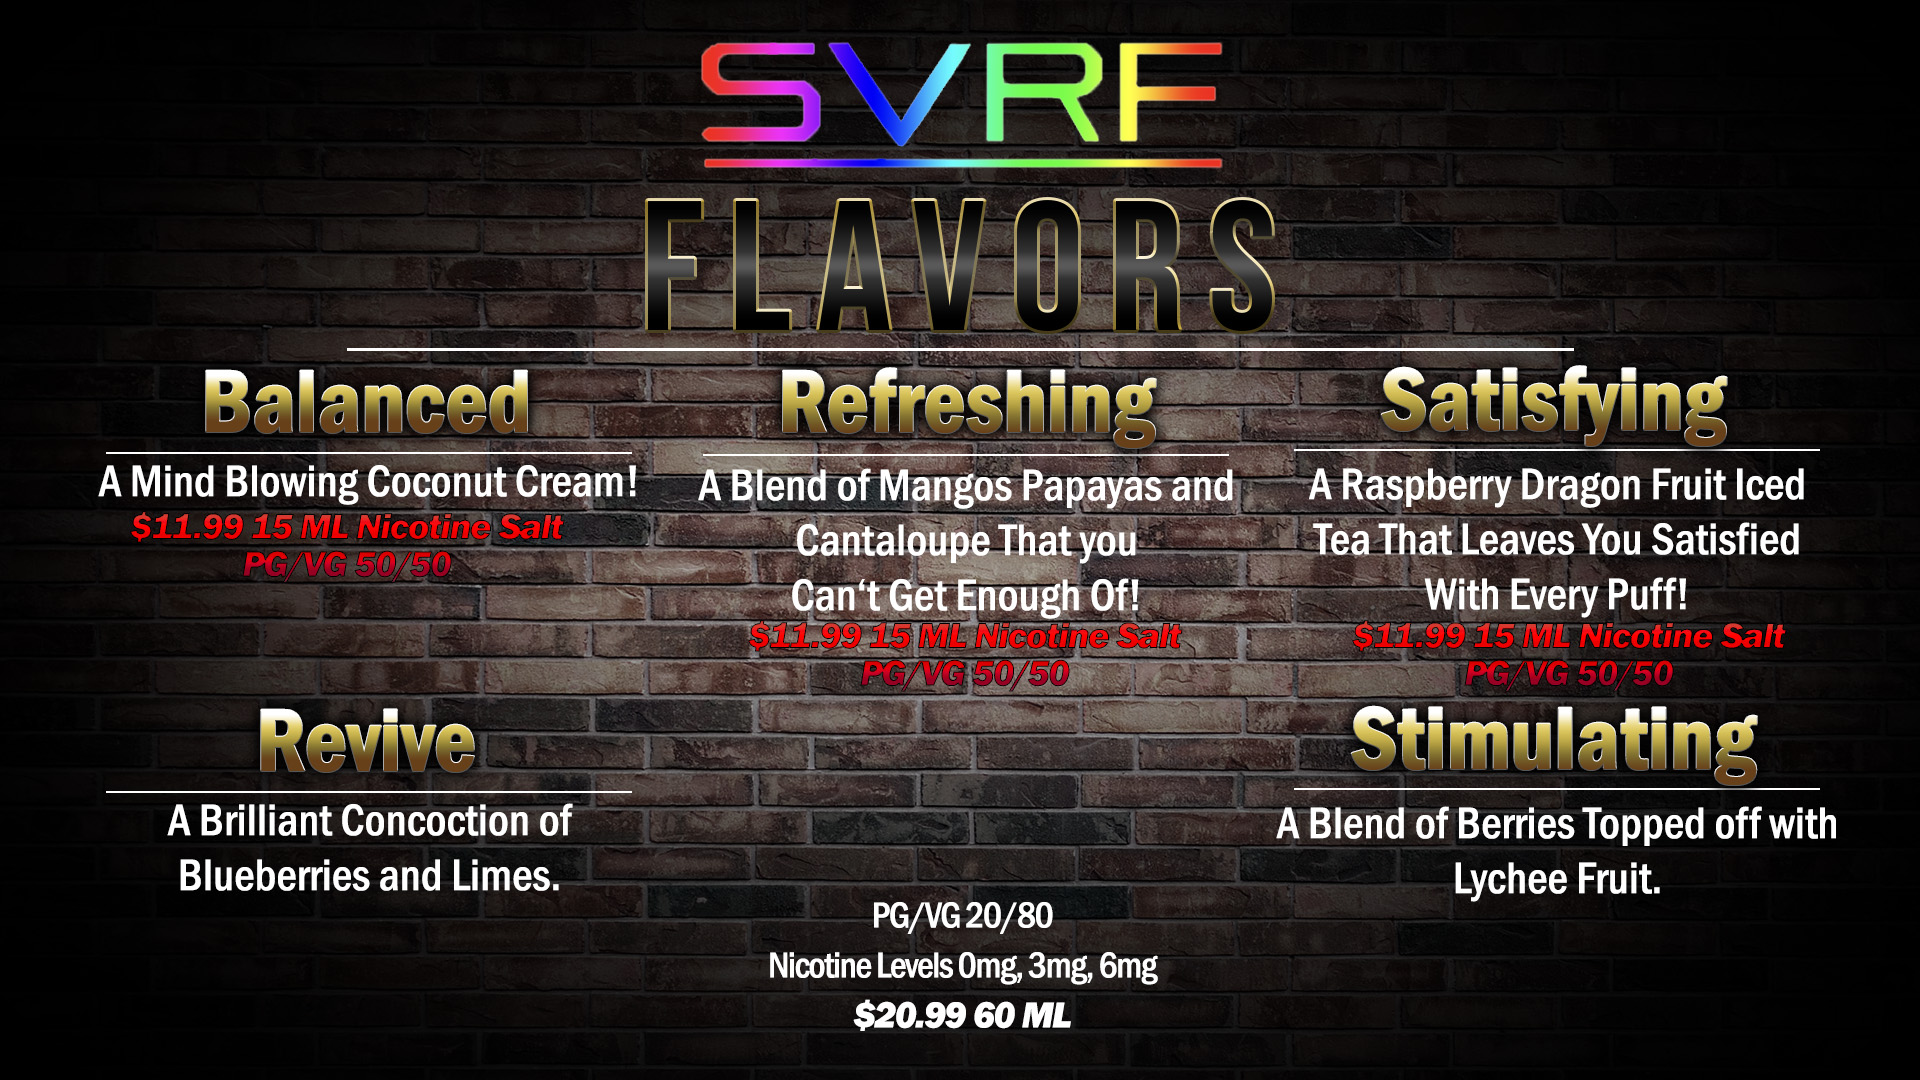 SVRF
FLAVORS
Balanced
A Mind Blowing Coconut Cream!
$11.99 15 ML Nicotine Salt
PG/VG 50/50
Refreshing
A Blend of Mangos Papayas and
Cantaloupe That you
Can‘t Get Enough Of!
$11.99 15 ML Nicotine Salt
PG/VG 50/50
Satisfying
A Raspberry Dragon Fruit Iced
Tea That Leaves You Satisfied
With Every Puff!
$11.99 15 ML Nicotine Salt
PG/VG 50/50
Revive
A Brilliant Concoction of
Blueberries and Limes.
Stimulating
A Blend of Berries Topped off with
Lychee Fruit.
PG/VG 20/80
Nicotine Levels 0mg, 3mg, 6mg
$20.99 60 ML